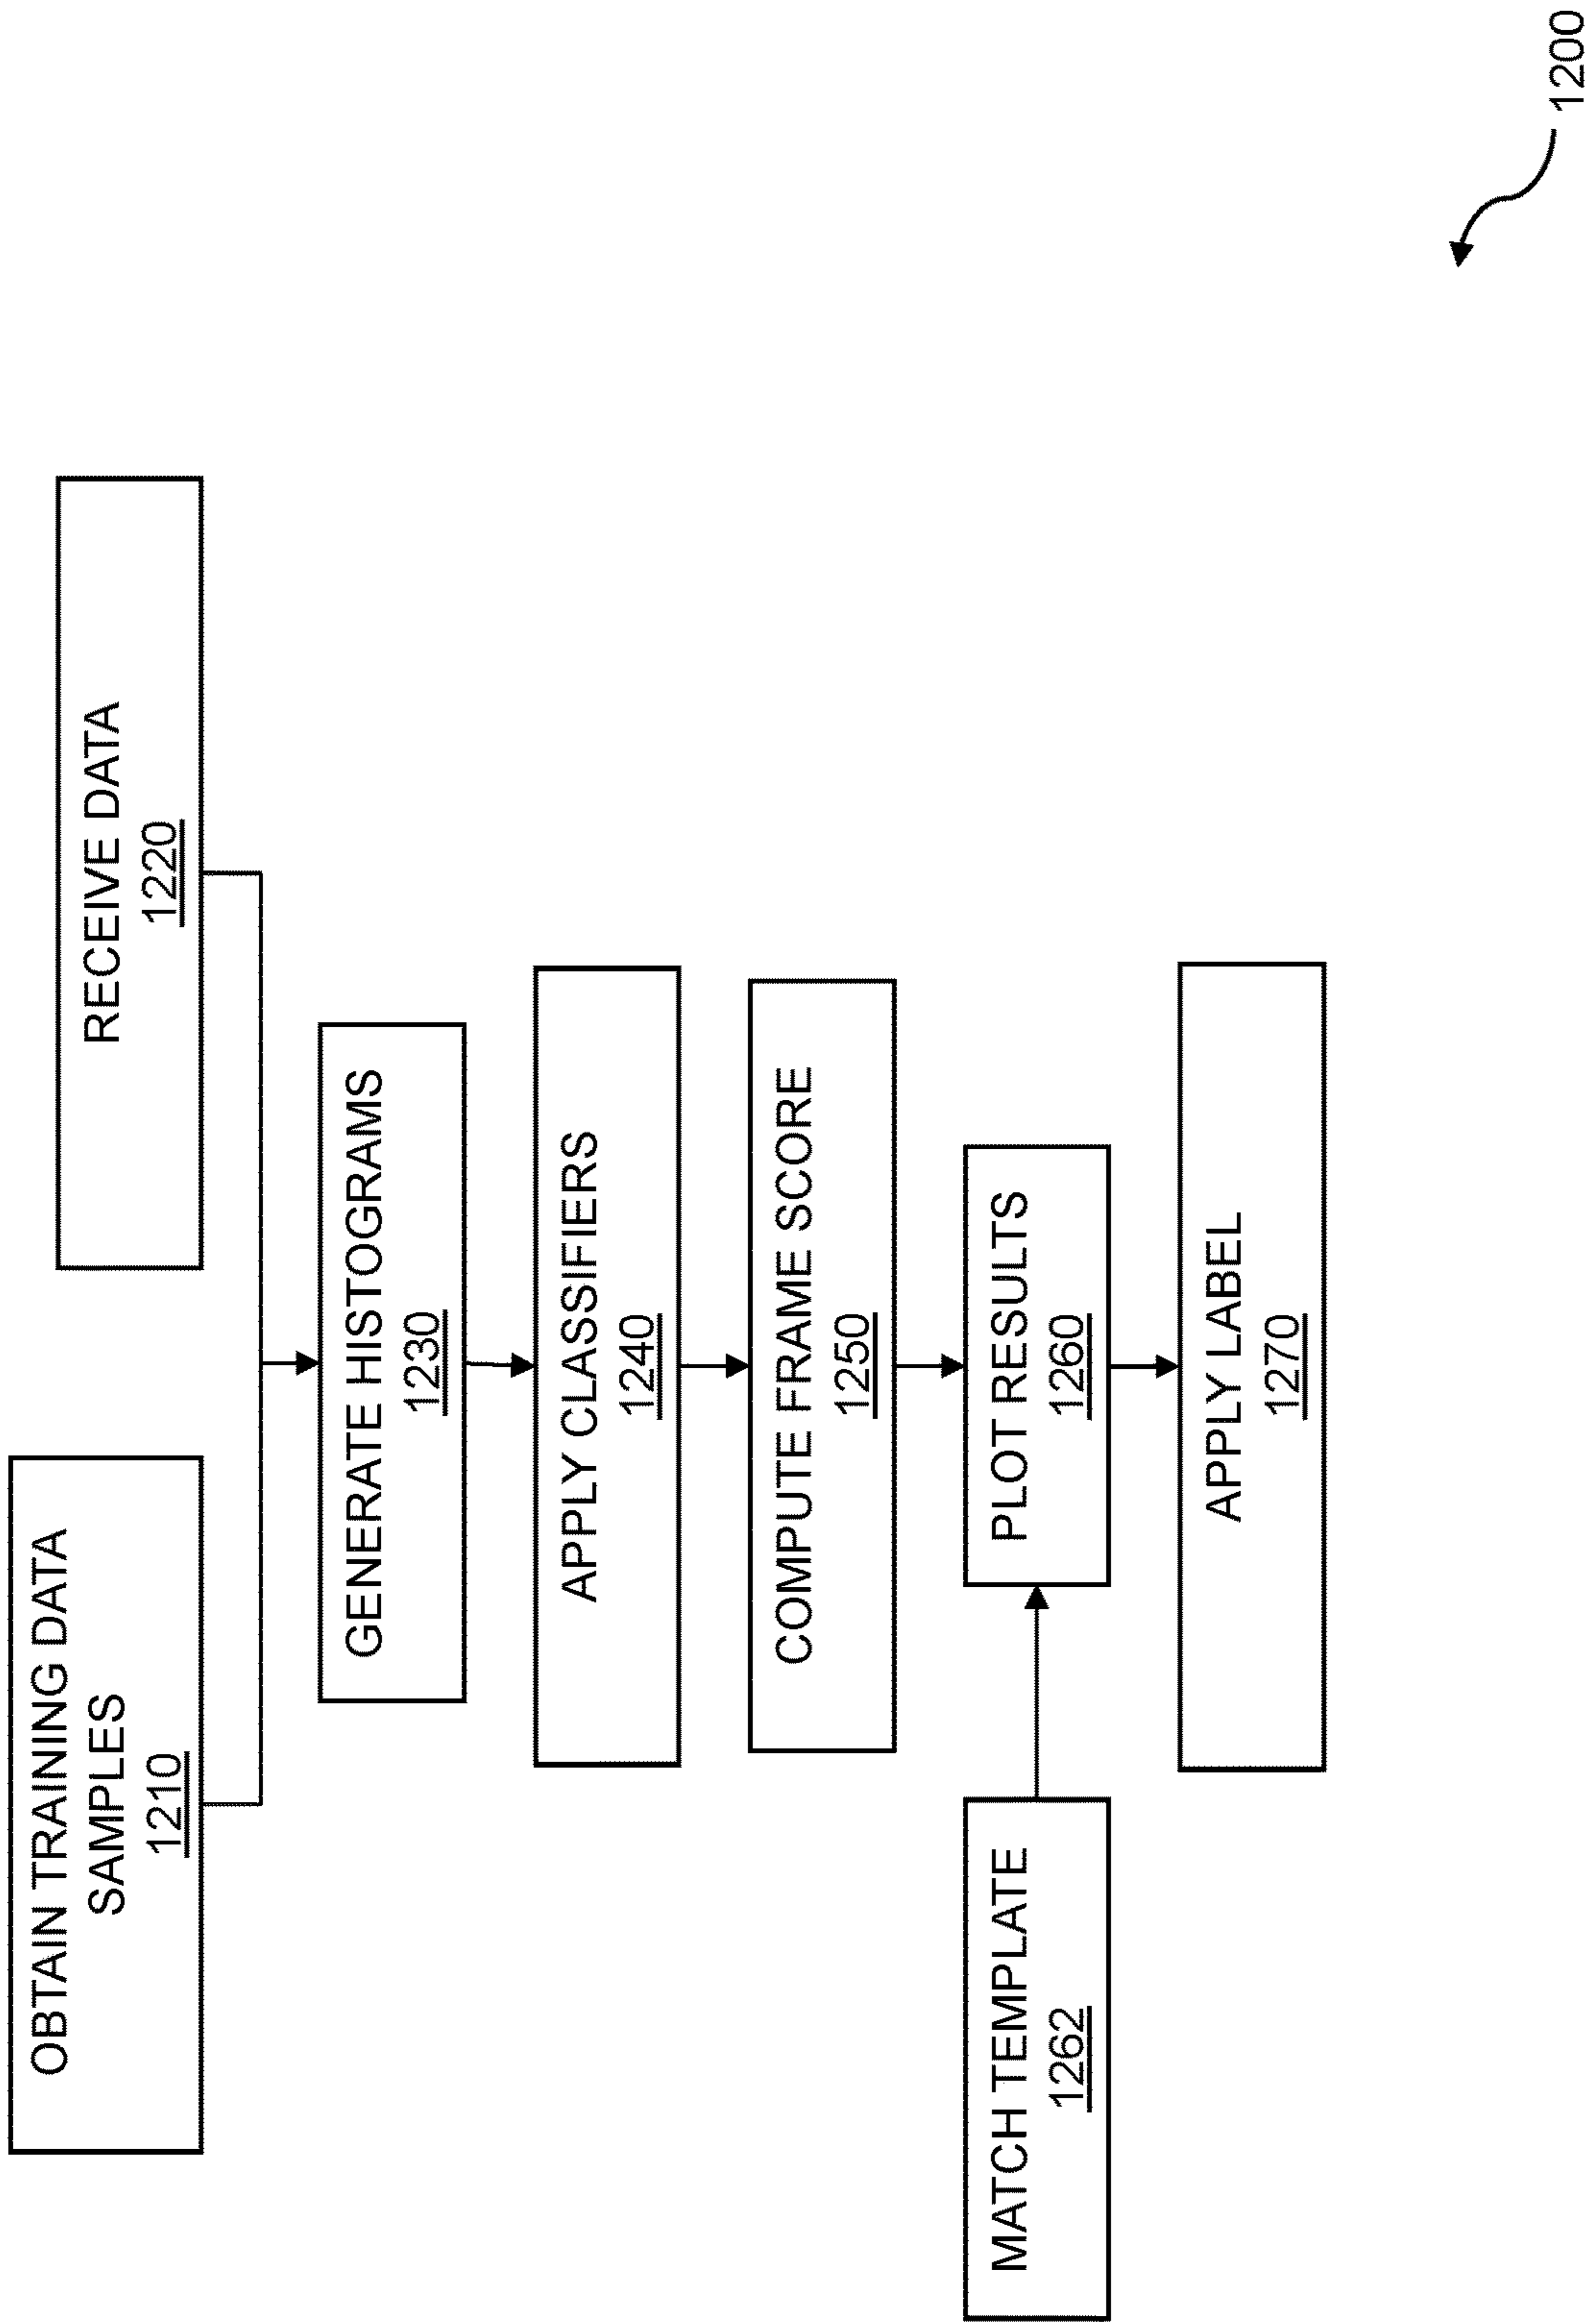 OBTAIN TRAINING DATA
SAMPLES
1210
RECEIVE DATA
1220
GENERATE HISTOGRAMS
1230
APPLY CLASSIFIERS
1240
COMPUTE FRAME SCORE
1250
MATCH TEMPLATE
1262
PLOT RESULTS
1260
APPLY LABEL
1270
1200